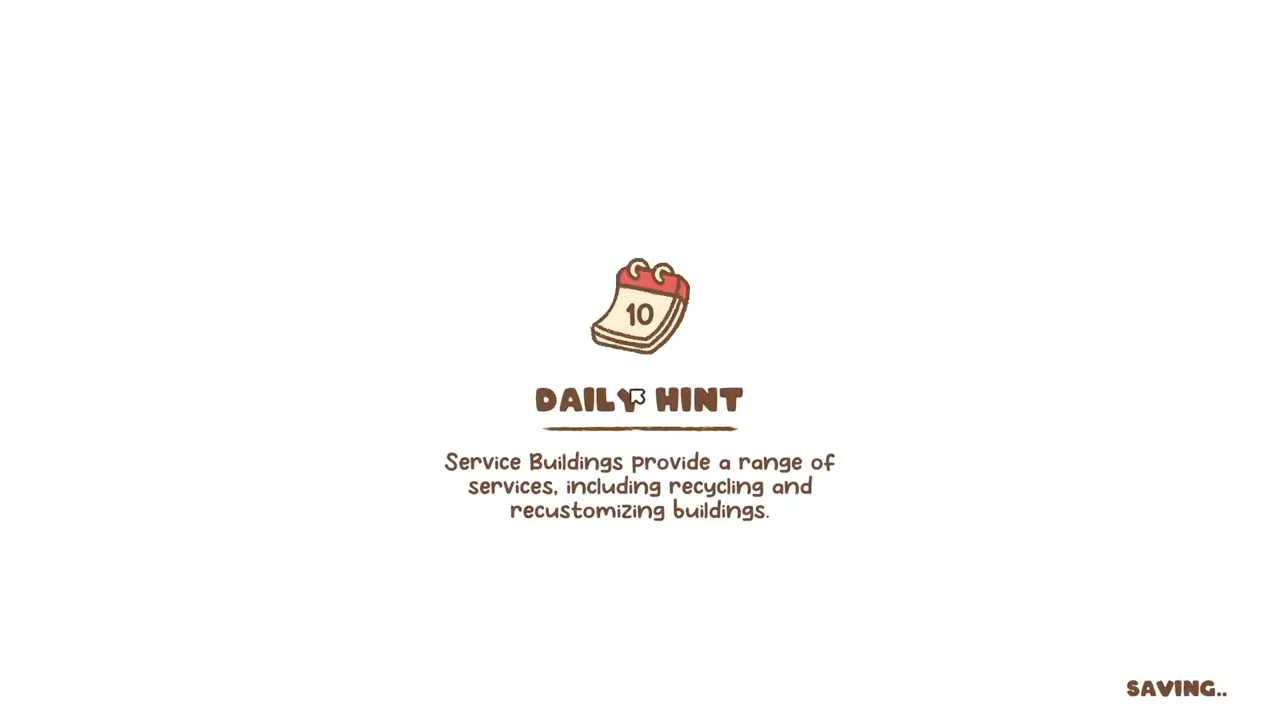 10
DAILY HINT
Service Buildings provide a range of
services, including recycling and
recustomizing buildings.
SAVING..